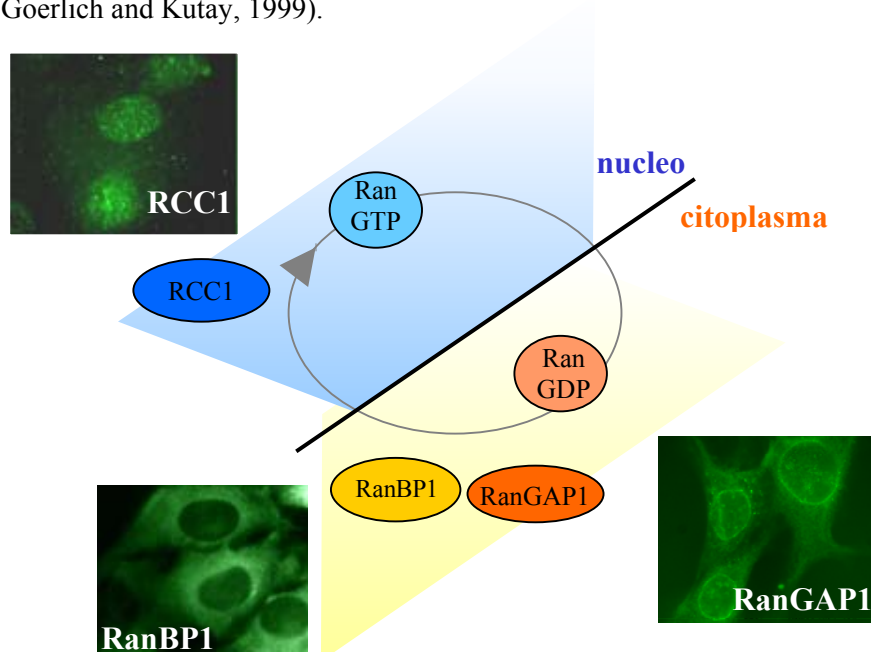 Goerlich and Kutay, 1999).
RCC1
Ran
GTP
nucleo
citoplasma
RCC1
Ran
GDP
RanBP1
RanGAP1
RanBP1
RanGAP1